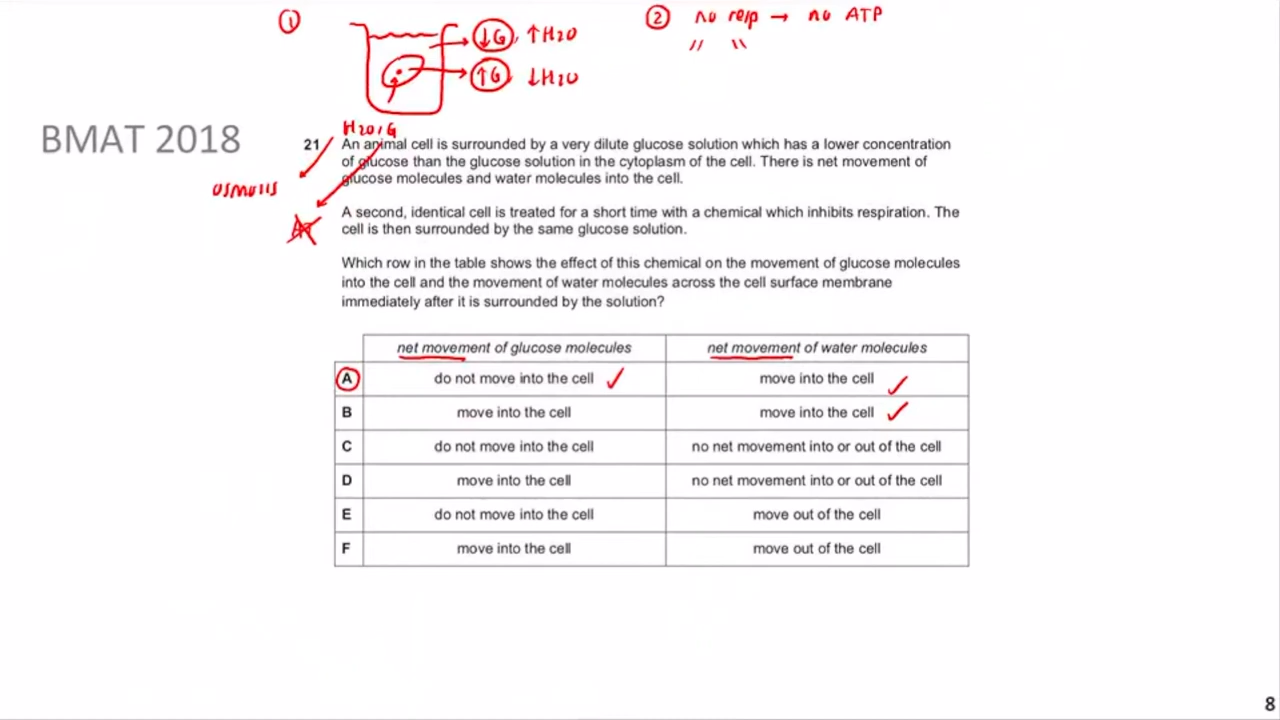 ①
↓G, ↑H2O
↑G ↓H2O
② no resp → no ATP
" "
BMAT 2018
H2O, G
osmosis
21 An animal cell is surrounded by a very dilute glucose solution which has a lower concentration
of glucose than the glucose solution in the cytoplasm of the cell. There is net movement of
glucose molecules and water molecules into the cell.
A second, identical cell is treated for a short time with a chemical which inhibits respiration. The
cell is then surrounded by the same glucose solution.
Which row in the table shows the effect of this chemical on the movement of glucose molecules
into the cell and the movement of water molecules across the cell surface membrane
immediately after it is surrounded by the solution?
net movement of glucose molecules net movement of water molecules
A do not move into the cell ✓ move into the cell ✓
B move into the cell move into the cell ✓
C do not move into the cell no net movement into or out of the cell
D move into the cell no net movement into or out of the cell
E do not move into the cell move out of the cell
F move into the cell move out of the cell
8